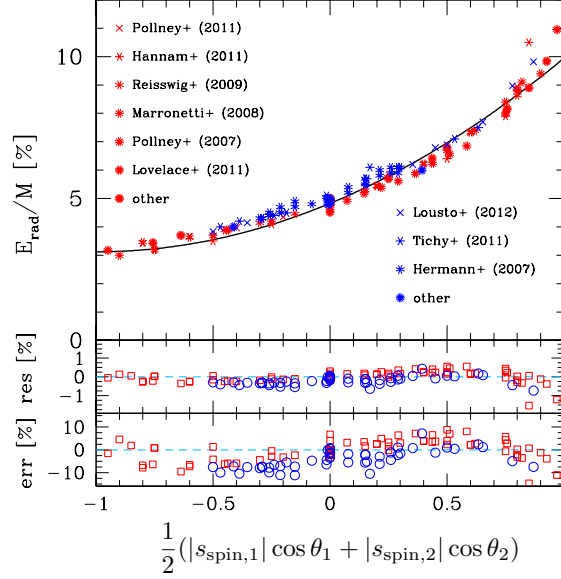 Pollney+ (2011)
Hannam+ (2011)
Reisswig+ (2009)
Marronetti+ (2008)
Pollney+ (2007)
Lovelace+ (2011)
other
Lousto+ (2012)
Tichy+ (2011)
Hermann+ (2007)
other
E_rad/M [%]
10
5
0
res [%]
1
0
−1
err [%]
10
0
−10
−1 −0.5 0 0.5 1
1/2(|s_spin,1| cos θ_1 + |s_spin,2| cos θ_2)